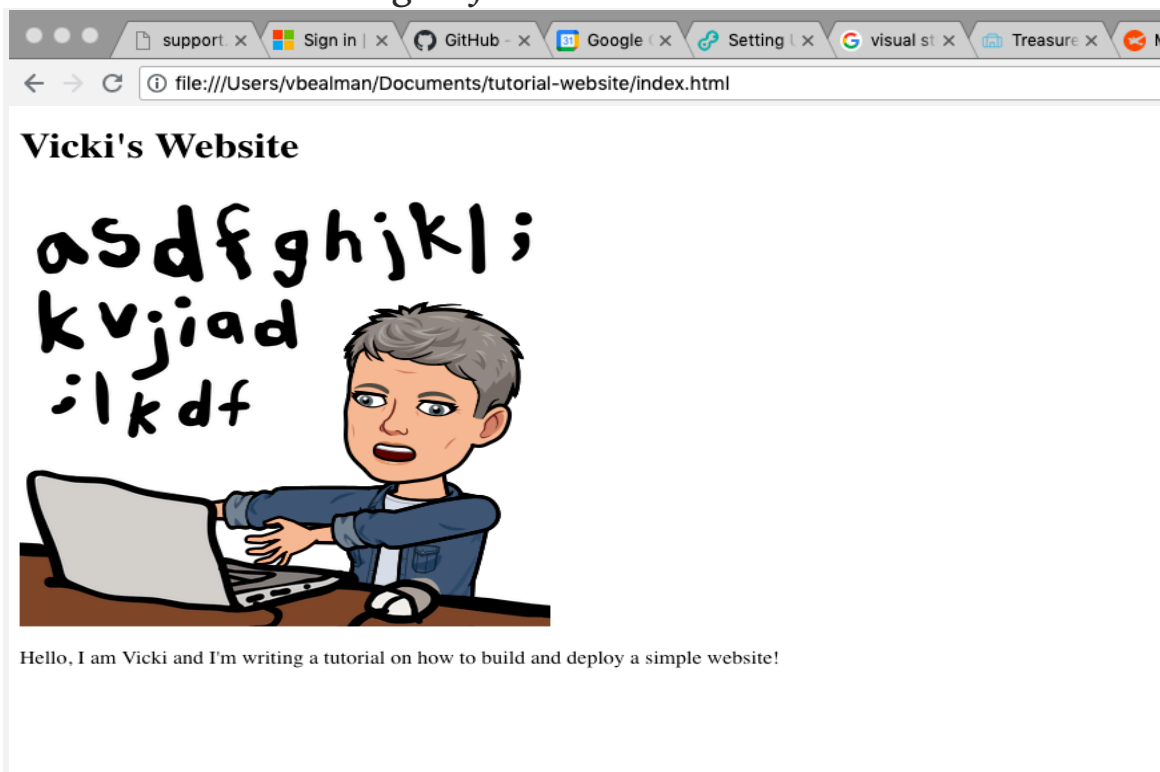 support. Sign in | GitHub - Google Setting visual st Treasure
file:///Users/vbealman/Documents/tutorial-website/index.html
Vicki's Website
asdfghjkl;
kvjiad
;lkdf
Hello, I am Vicki and I'm writing a tutorial on how to build and deploy a simple website!